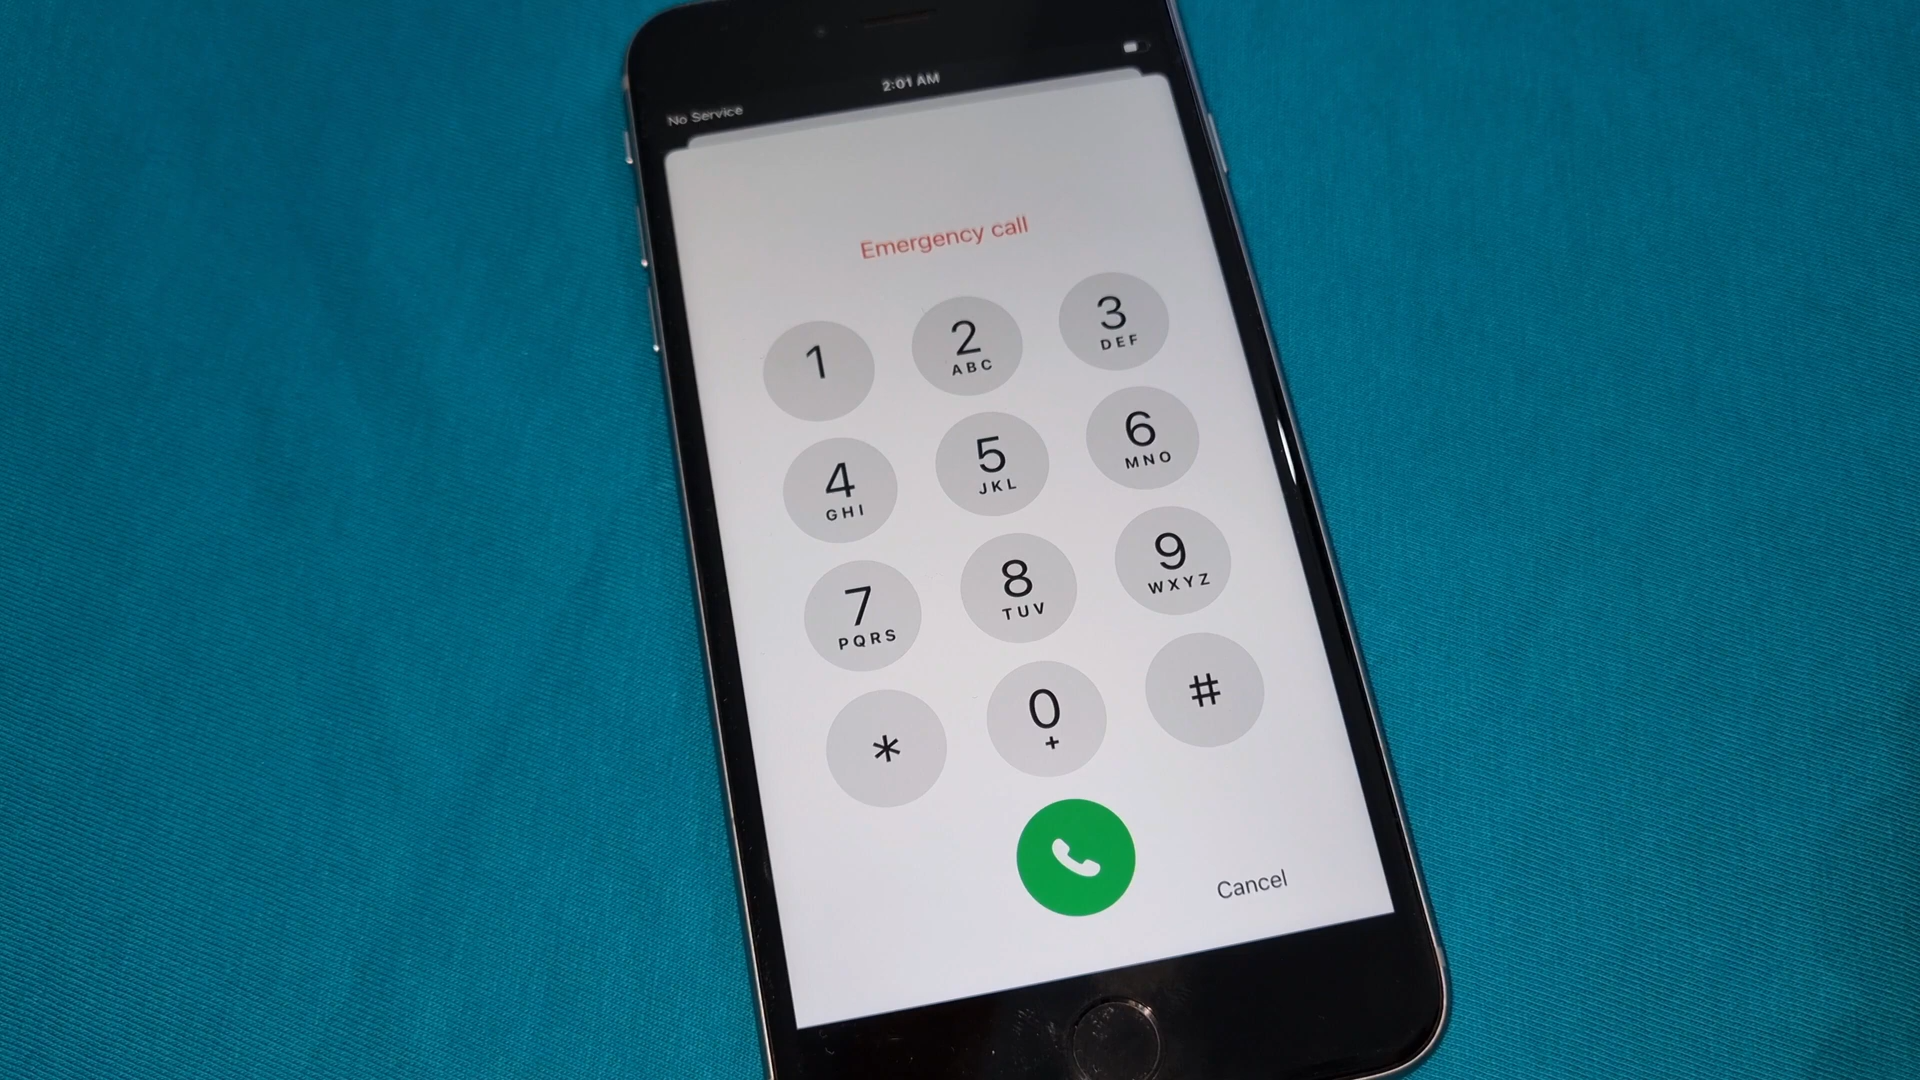 2:01 AM
No Service
Emergency call
1
2
ABC
3
DEF
4
GHI
5
JKL
6
MNO
7
PQRS
8
TUV
9
WXYZ
*
0
+
#
Cancel